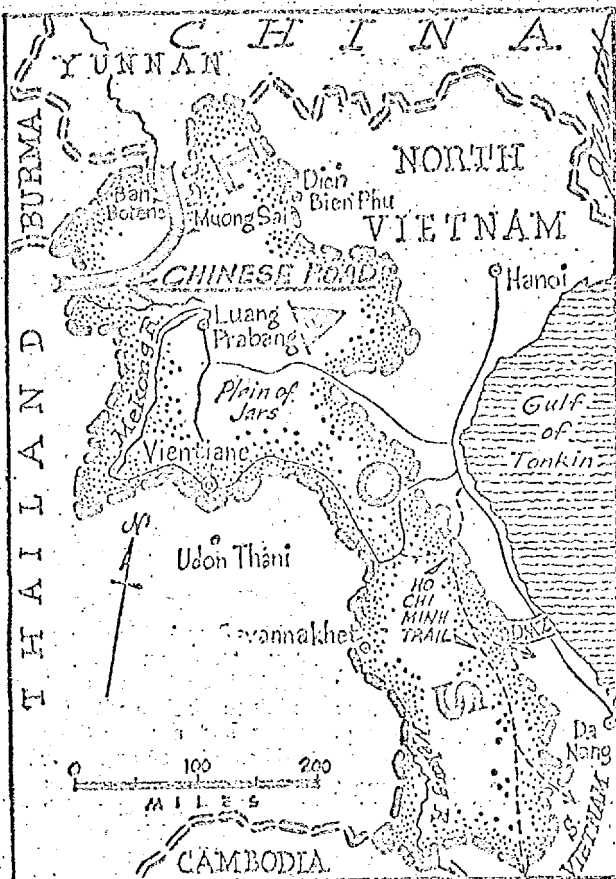 CHINA
YUNNAN
BURMA
NORTH
VIETNAM
Dien
Bien Phu
Ban
Botene
Muong Sai
CHINESE ROAD
Hanoi
L
A
O
S
Luang
Prabang
Mekong R.
Plain of
Jars
Gulf
of
Tonkin
THAILAND
Vientiane
N
Udon Thani
HO
CHI
MINH
TRAIL
Savannakhet
DMZ
Da
Nang
0 100 200
MILES
S.
VIETNAM
CAMBODIA